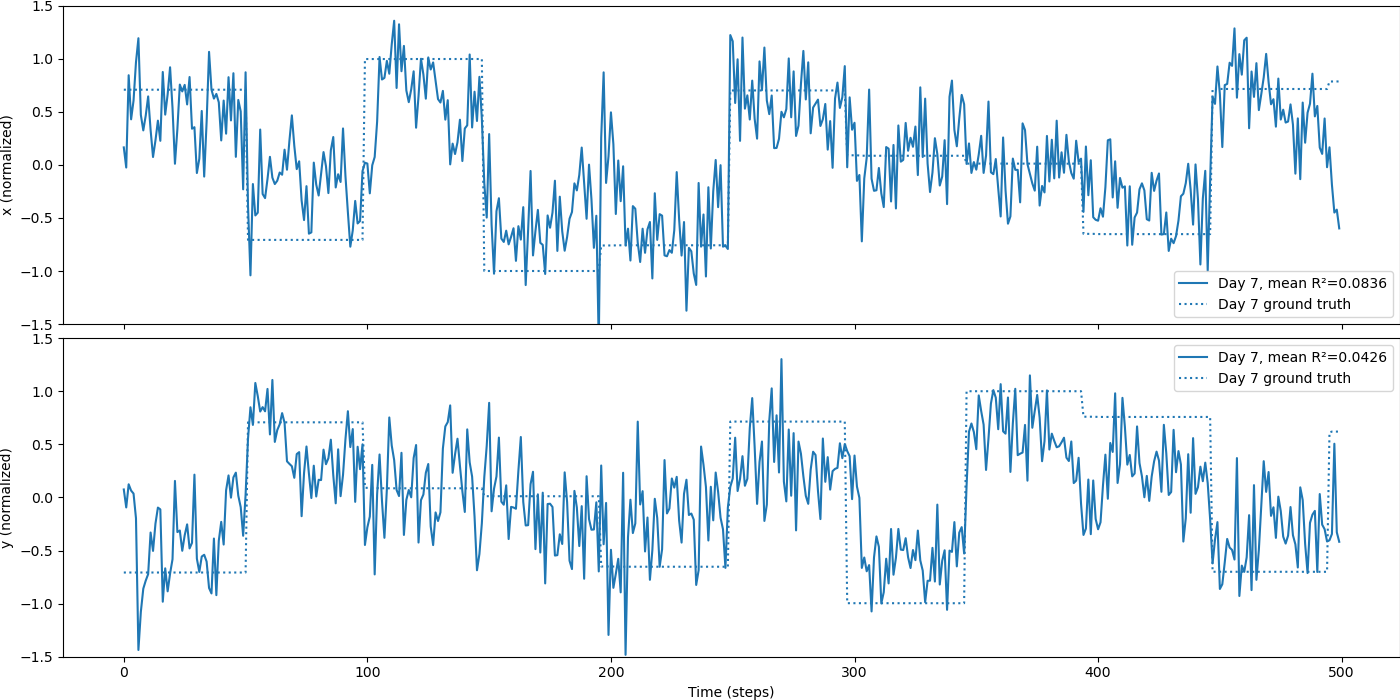 1.5
1.0
0.5
0.0
−0.5
−1.0
−1.5
x (normalized)
Day 7, mean R²=0.0836
Day 7 ground truth
1.5
1.0
0.5
0.0
−0.5
−1.0
−1.5
y (normalized)
Day 7, mean R²=0.0426
Day 7 ground truth
0 100 200 300 400 500
Time (steps)